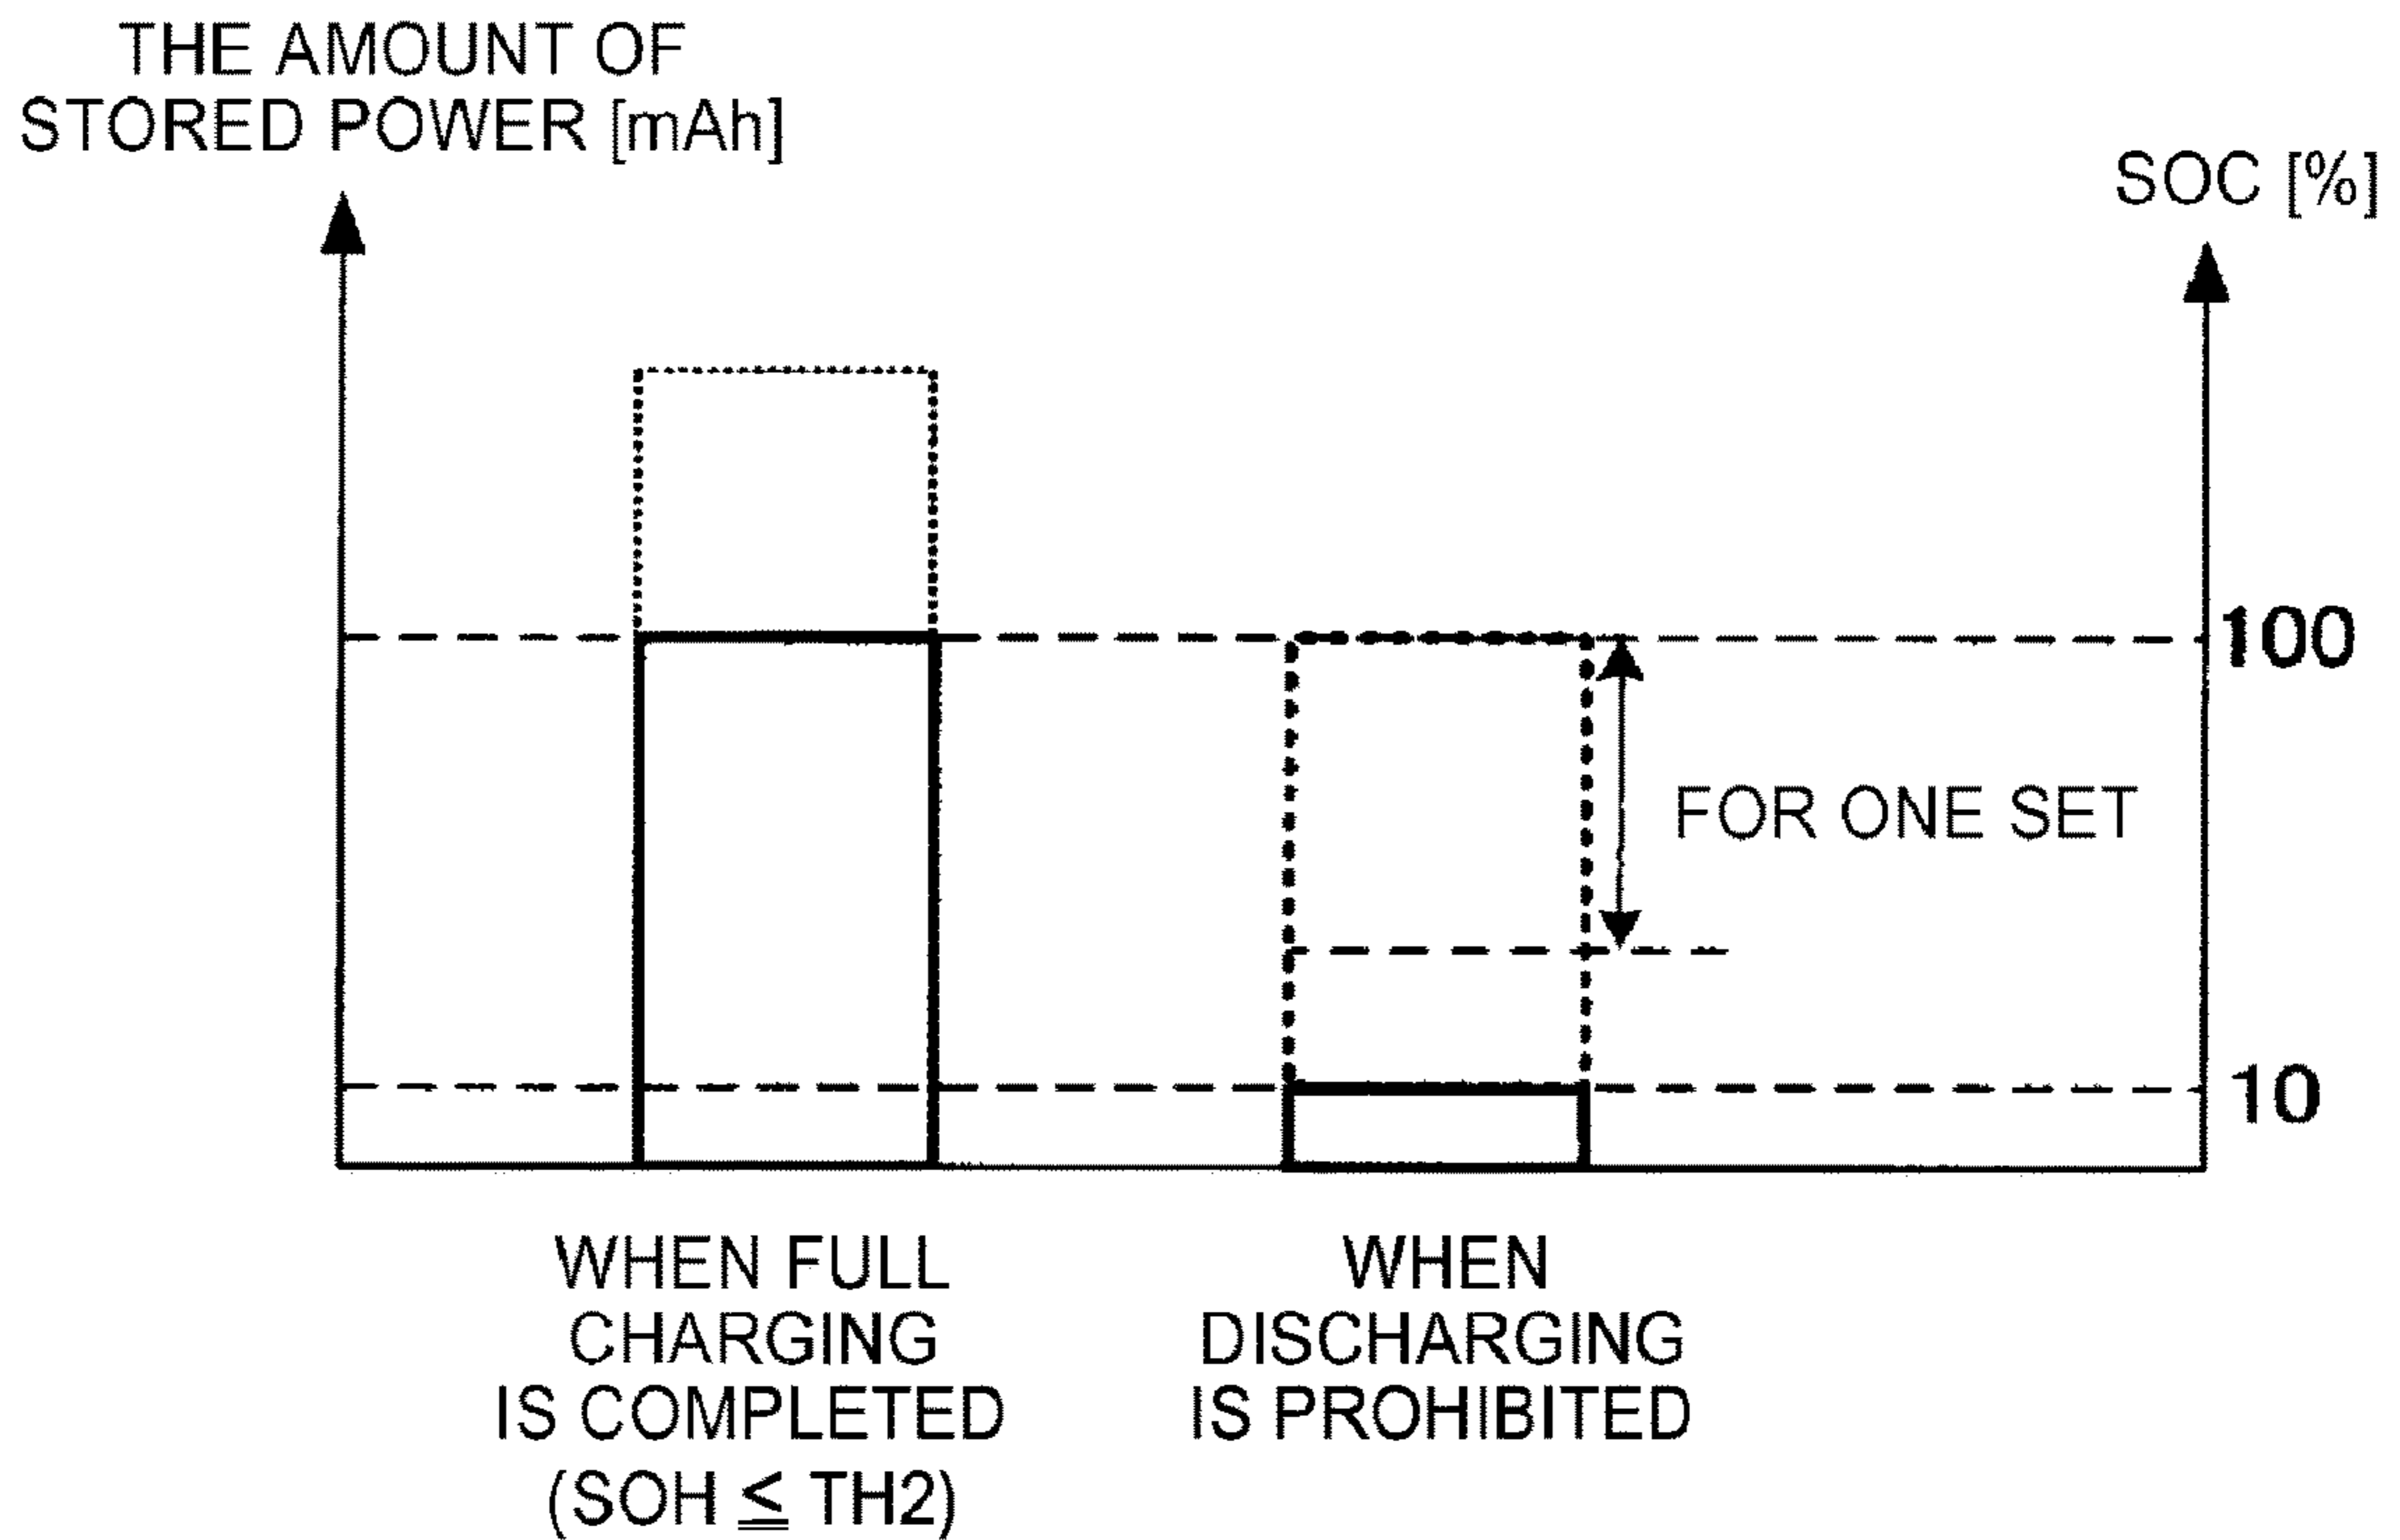 THE AMOUNT OF
STORED POWER [mAh]
SOC [%]
100
FOR ONE SET
10
WHEN FULL
CHARGING
IS COMPLETED
(SOH ≦ TH2)
WHEN
DISCHARGING
IS PROHIBITED